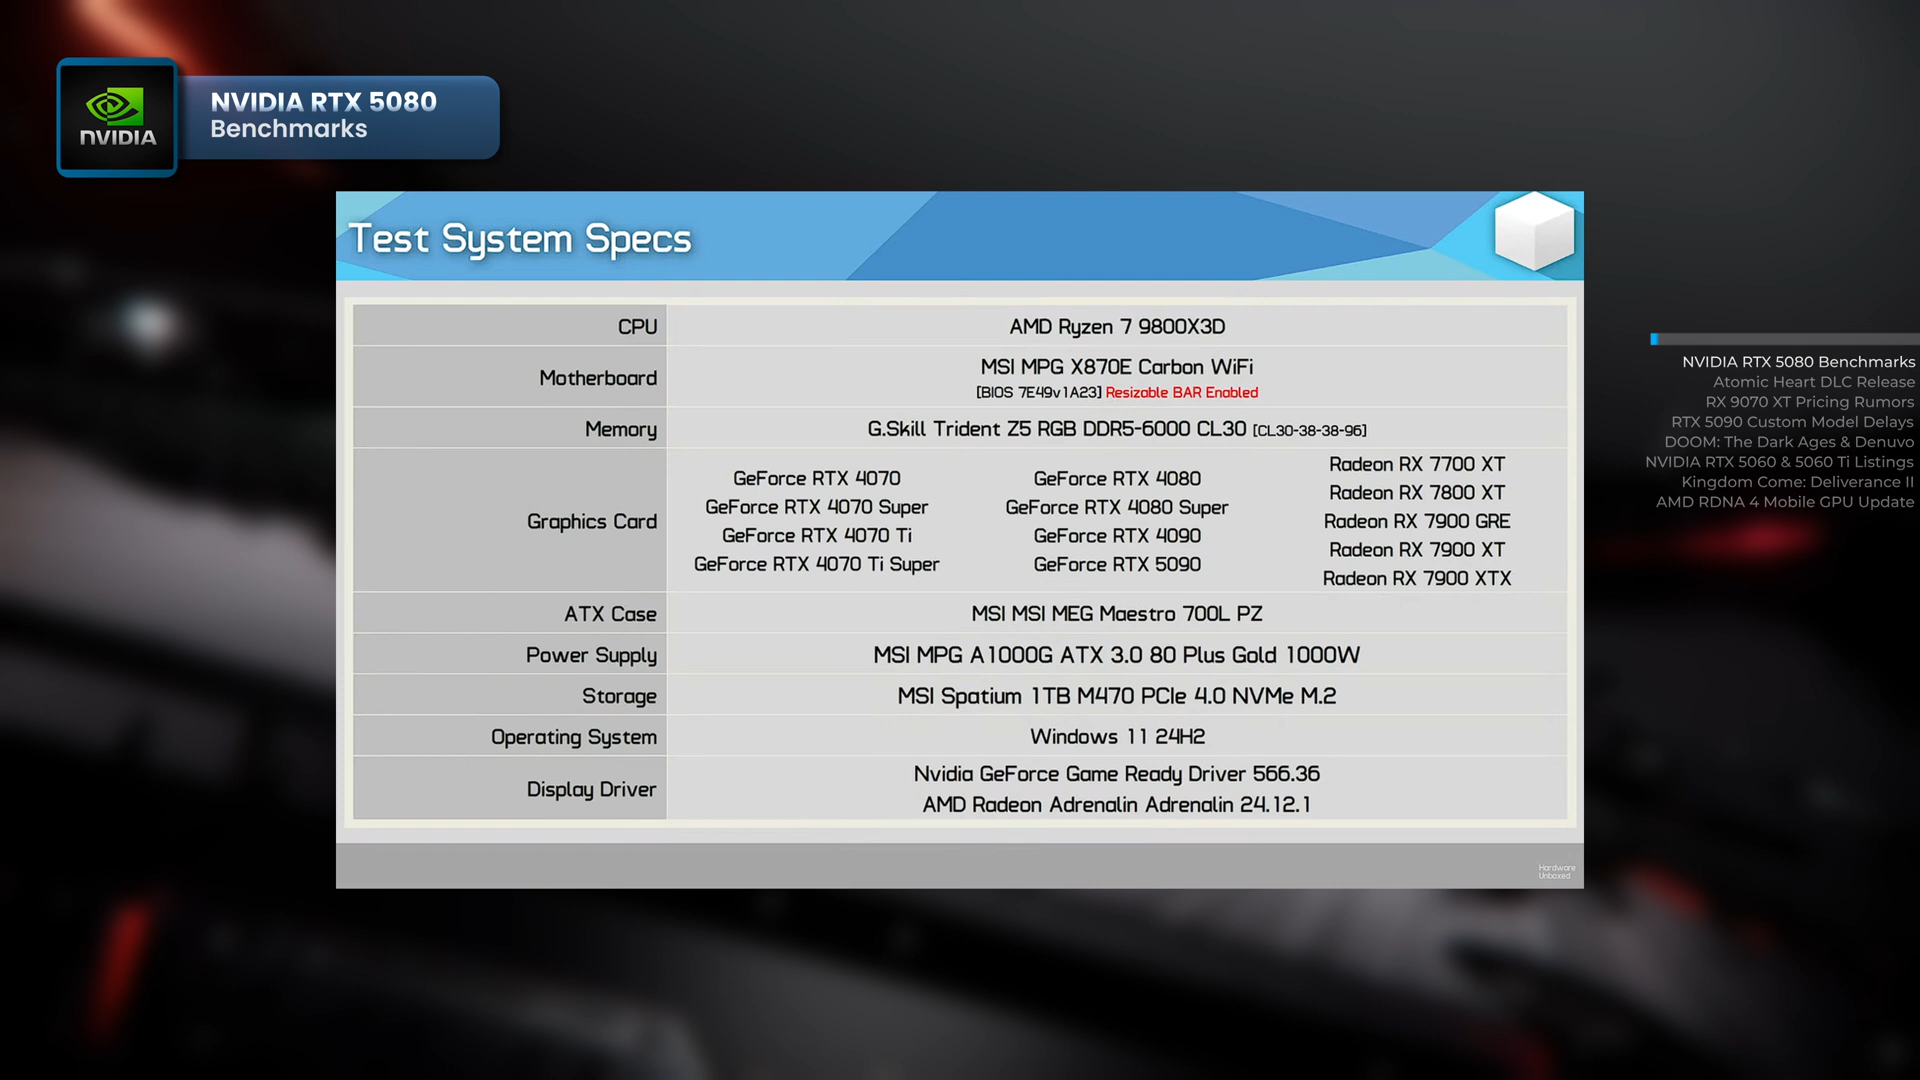 NVIDIA
NVIDIA RTX 5080
Benchmarks
Test System Specs
CPU
AMD Ryzen 7 9800X3D
Motherboard
MSI MPG X870E Carbon WiFi
[BIOS 7E49v1A23] Resizable BAR Enabled
Memory
G.Skill Trident Z5 RGB DDR5-6000 CL30 [CL30-38-38-96]
Graphics Card
GeForce RTX 4070
GeForce RTX 4070 Super
GeForce RTX 4070 Ti
GeForce RTX 4070 Ti Super
GeForce RTX 4080
GeForce RTX 4080 Super
GeForce RTX 4090
GeForce RTX 5090
Radeon RX 7700 XT
Radeon RX 7800 XT
Radeon RX 7900 GRE
Radeon RX 7900 XT
Radeon RX 7900 XTX
ATX Case
MSI MSI MEG Maestro 700L PZ
Power Supply
MSI MPG A1000G ATX 3.0 80 Plus Gold 1000W
Storage
MSI Spatium 1TB M470 PCIe 4.0 NVMe M.2
Operating System
Windows 11 24H2
Display Driver
Nvidia GeForce Game Ready Driver 566.36
AMD Radeon Adrenalin Adrenalin 24.12.1
Hardware
Unboxed
NVIDIA RTX 5080 Benchmarks
Atomic Heart DLC Release
RX 9070 XT Pricing Rumors
RTX 5090 Custom Model Delays
DOOM: The Dark Ages & Denuvo
NVIDIA RTX 5060 & 5060 Ti Listings
Kingdom Come: Deliverance II
AMD RDNA 4 Mobile GPU Update